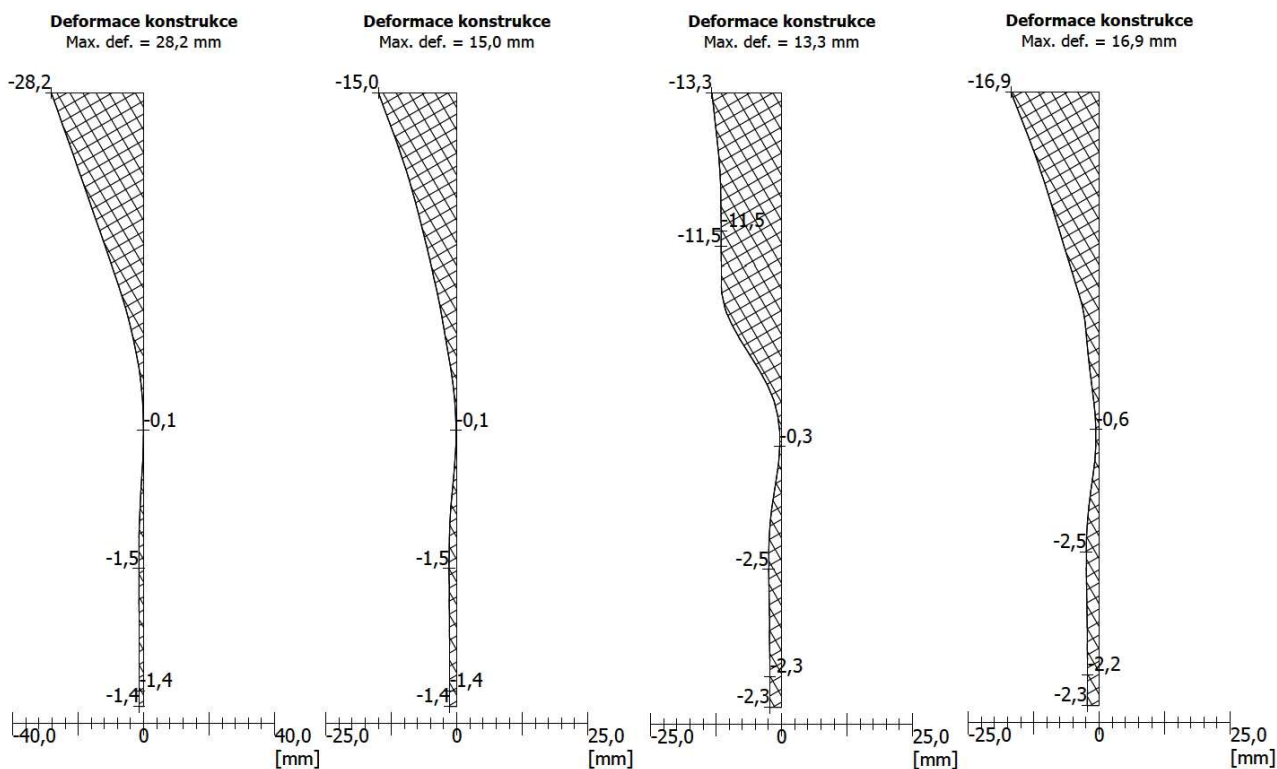 Deformace konstrukce
Max. def. = 28,2 mm
-28,2
-0,1
-1,5
-1,4
-1,4
-40,0
0
40,0
[mm]
Deformace konstrukce
Max. def. = 15,0 mm
-15,0
-0,1
-1,5
-1,4
-1,4
-25,0
0
25,0
[mm]
Deformace konstrukce
Max. def. = 13,3 mm
-13,3
-11,5
-11,5
-0,3
-2,5
-2,3
-2,3
-25,0
0
25,0
[mm]
Deformace konstrukce
Max. def. = 16,9 mm
-16,9
-0,6
-2,5
-2,2
-2,3
-25,0
0
25,0
[mm]